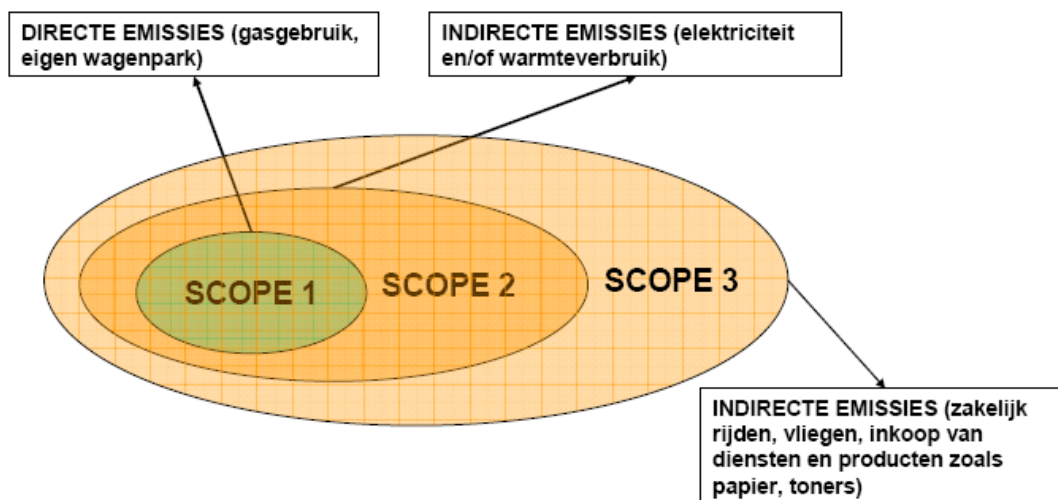 DIRECTE EMISSIES (gasgebruik,
eigen wagenpark)
INDIRECTE EMISSIES (elektriciteit
en/of warmteverbruik)
SCOPE 1
SCOPE 2
SCOPE 3
INDIRECTE EMISSIES (zakelijk
rijden, vliegen, inkoop van
diensten en producten zoals
papier, toners)